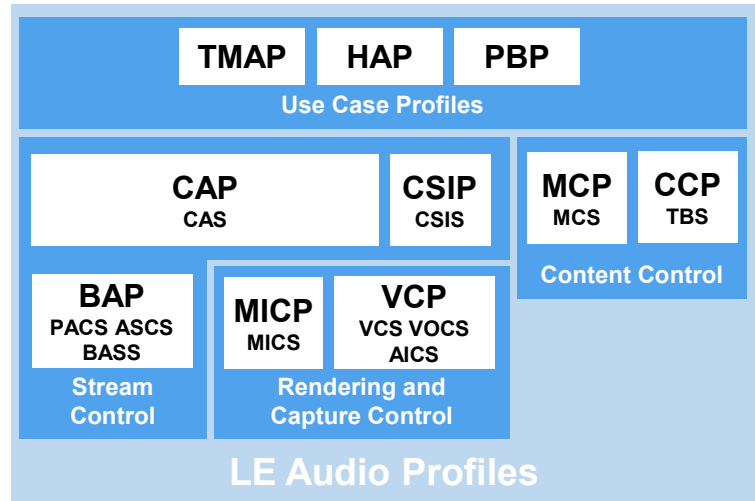 TMAP HAP PBP
Use Case Profiles
CAP
CAS
CSIP
CSIS
MCP
MCS
CCP
TBS
Content Control
BAP
PACS ASCS
BASS
Stream
Control
MICP
MICS
VCP
VCS VOCS
AICS
Rendering and
Capture Control
LE Audio Profiles